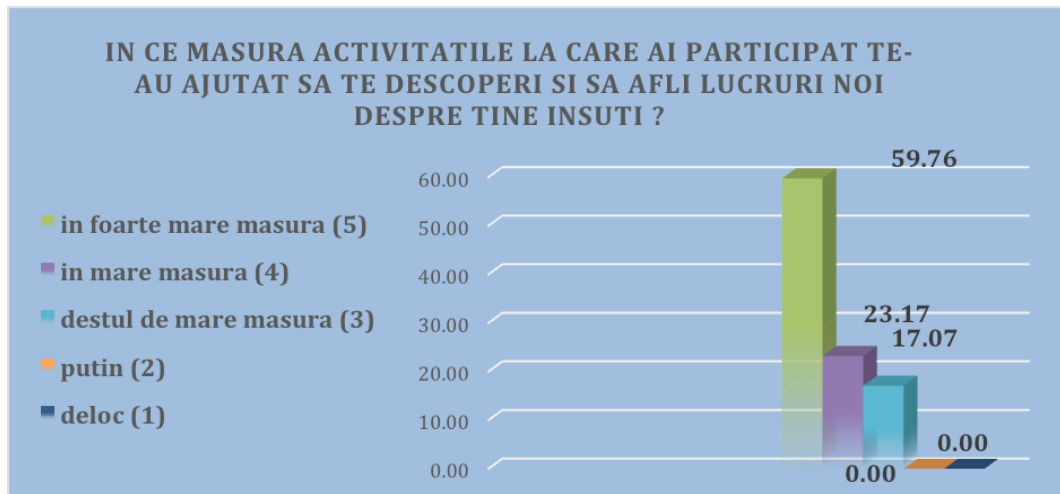 IN CE MASURA ACTIVITATILE LA CARE AI PARTICIPAT TE-
AU AJUTAT SA TE DESCOPERI SI SA AFLI LUCRURI NOI
DESPRE TINE INSUTI ?
in foarte mare masura (5)
in mare masura (4)
destul de mare masura (3)
putin (2)
deloc (1)
60.00
50.00
40.00
30.00
20.00
10.00
0.00
59.76
23.17
17.07
0.00
0.00